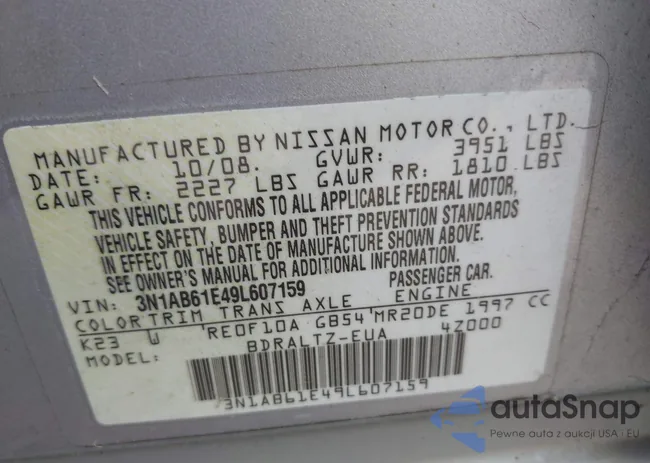 MANUFACTURED BY NISSAN MOTOR CO., LTD.
DATE: 10/08. GVWR: 3951 LBS
GAWR FR: 2227 LBS GAWR RR: 1810 LBS
THIS VEHICLE CONFORMS TO ALL APPLICABLE FEDERAL MOTOR,
VEHICLE SAFETY, BUMPER AND THEFT PREVENTION STANDARDS
IN EFFECT ON THE DATE OF MANUFACTURE SHOWN ABOVE.
SEE OWNER'S MANUAL FOR ADDITIONAL INFORMATION.
VIN: 3N1AB61E49L607159 PASSENGER CAR.
COLOR TRIM TRANS AXLE ENGINE
K23 W 'RE0F10A GB54'MR20DE 1997 CC
MODEL: BDRALTZ-EUA 4Z000
3N1AB61E49L607159
autaSnap
Pewne auta z aukcji USA · EU